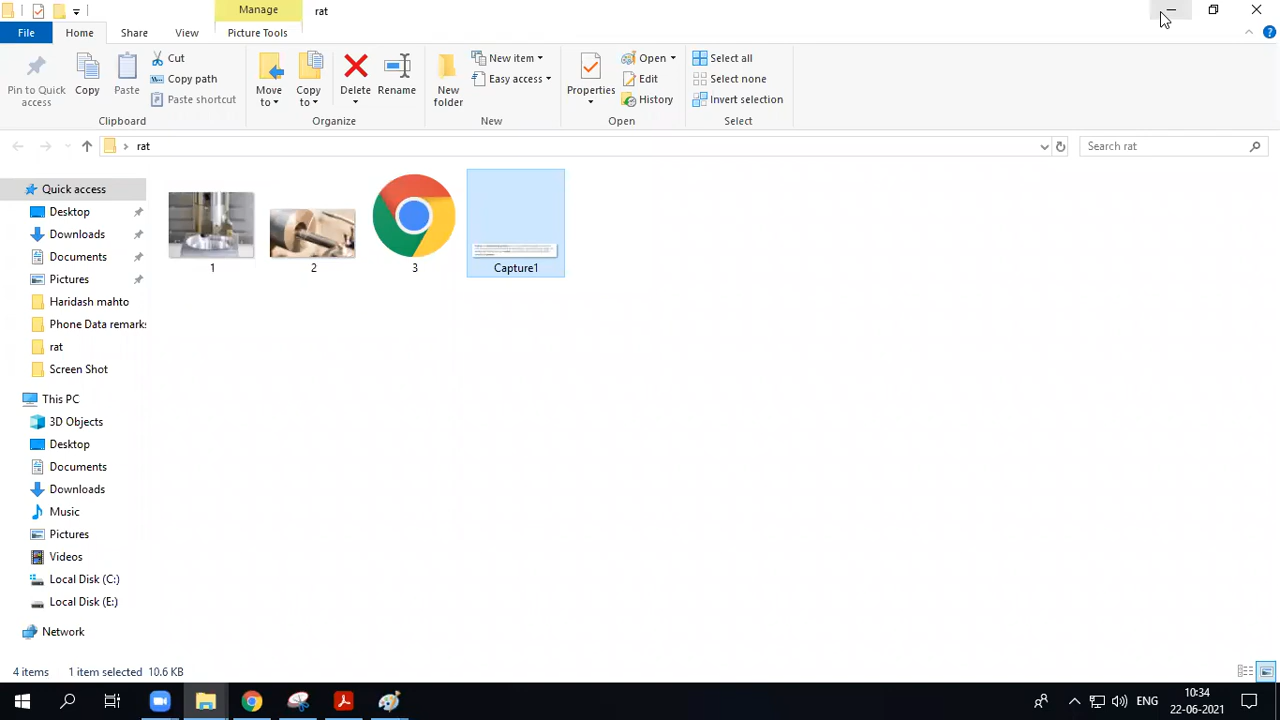 Manage
rat
File
Home
Share
View
Picture Tools
Pin to Quick access
Copy
Paste
Cut
Copy path
Paste shortcut
Clipboard
Move to
Copy to
Delete
Rename
Organize
New folder
New item
Easy access
New
Properties
Open
Edit
History
Open
Select all
Select none
Invert selection
Select
rat
Search rat
Quick access
Desktop
Downloads
Documents
Pictures
Haridash mahto
Phone Data remarks
rat
Screen Shot
This PC
3D Objects
Desktop
Documents
Downloads
Music
Pictures
Videos
Local Disk (C:)
Local Disk (E:)
Network
1
2
3
Capture1
4 items
1 item selected 10.6 KB
ENG
10:34
22-06-2021